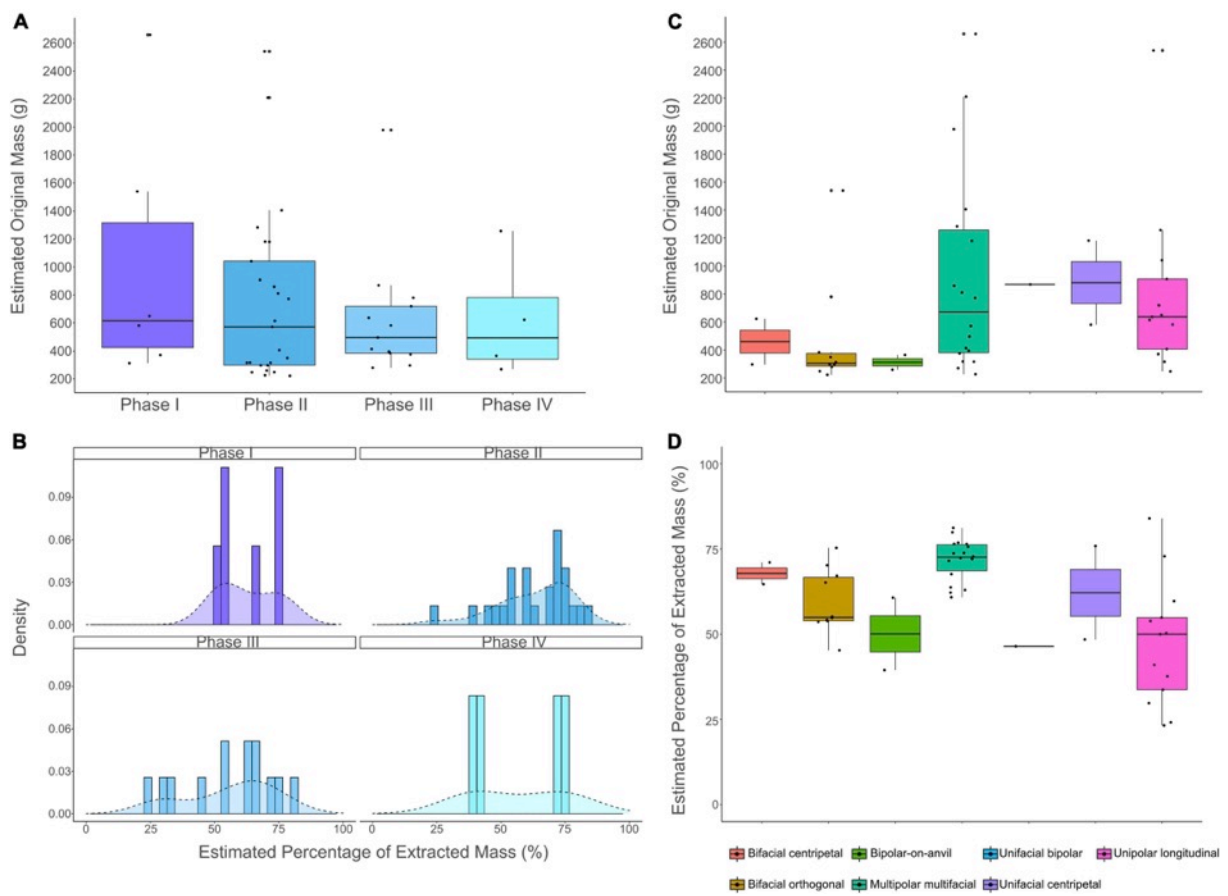 A
Estimated Original Mass (g)
2600
2400
2200
2000
1800
1600
1400
1200
1000
800
600
400
200
Phase I Phase II Phase III Phase IV
C
Estimated Original Mass (g)
2600
2400
2200
2000
1800
1600
1400
1200
1000
800
600
400
200
B
Phase I Phase II
Density
0.09
0.06
0.03
0.00
Phase III Phase IV
0.09
0.06
0.03
0.00
0 25 50 75 100 0 25 50 75 100
Estimated Percentage of Extracted Mass (%)
D
Estimated Percentage of Extracted Mass (%)
100
75
50
25
0
Bifacial centripetal Bipolar-on-anvil Unifacial bipolar Unipolar longitudinal
Bifacial orthogonal Multipolar multifacial Unifacial centripetal